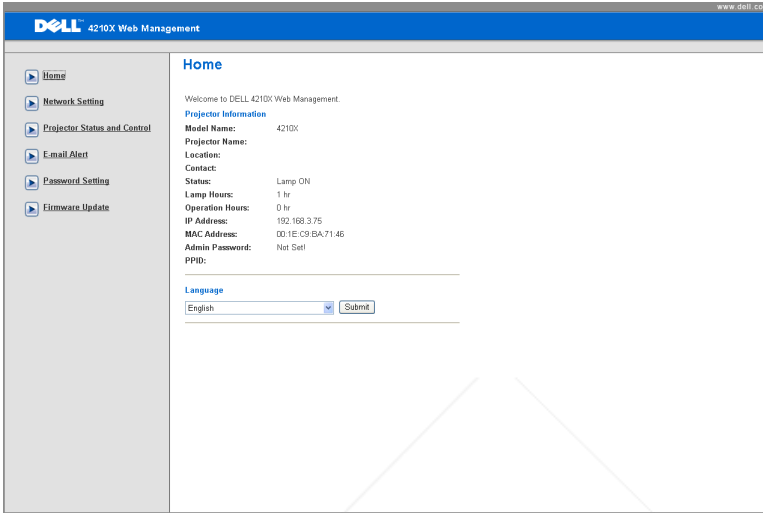 www.dell.co
DELL™ 4210X Web Management
Home
Network Setting
Projector Status and Control
E-mail Alert
Password Setting
Firmware Update
Home
Welcome to DELL 4210X Web Management.
Projector Information
Model Name: 4210X
Projector Name:
Location:
Contact:
Status: Lamp ON
Lamp Hours: 1 hr
Operation Hours: 0 hr
IP Address: 192.168.3.75
MAC Address: 00:1E:C9:BA:71:46
Admin Password: Not Set!
PPID:
Language
English Submit